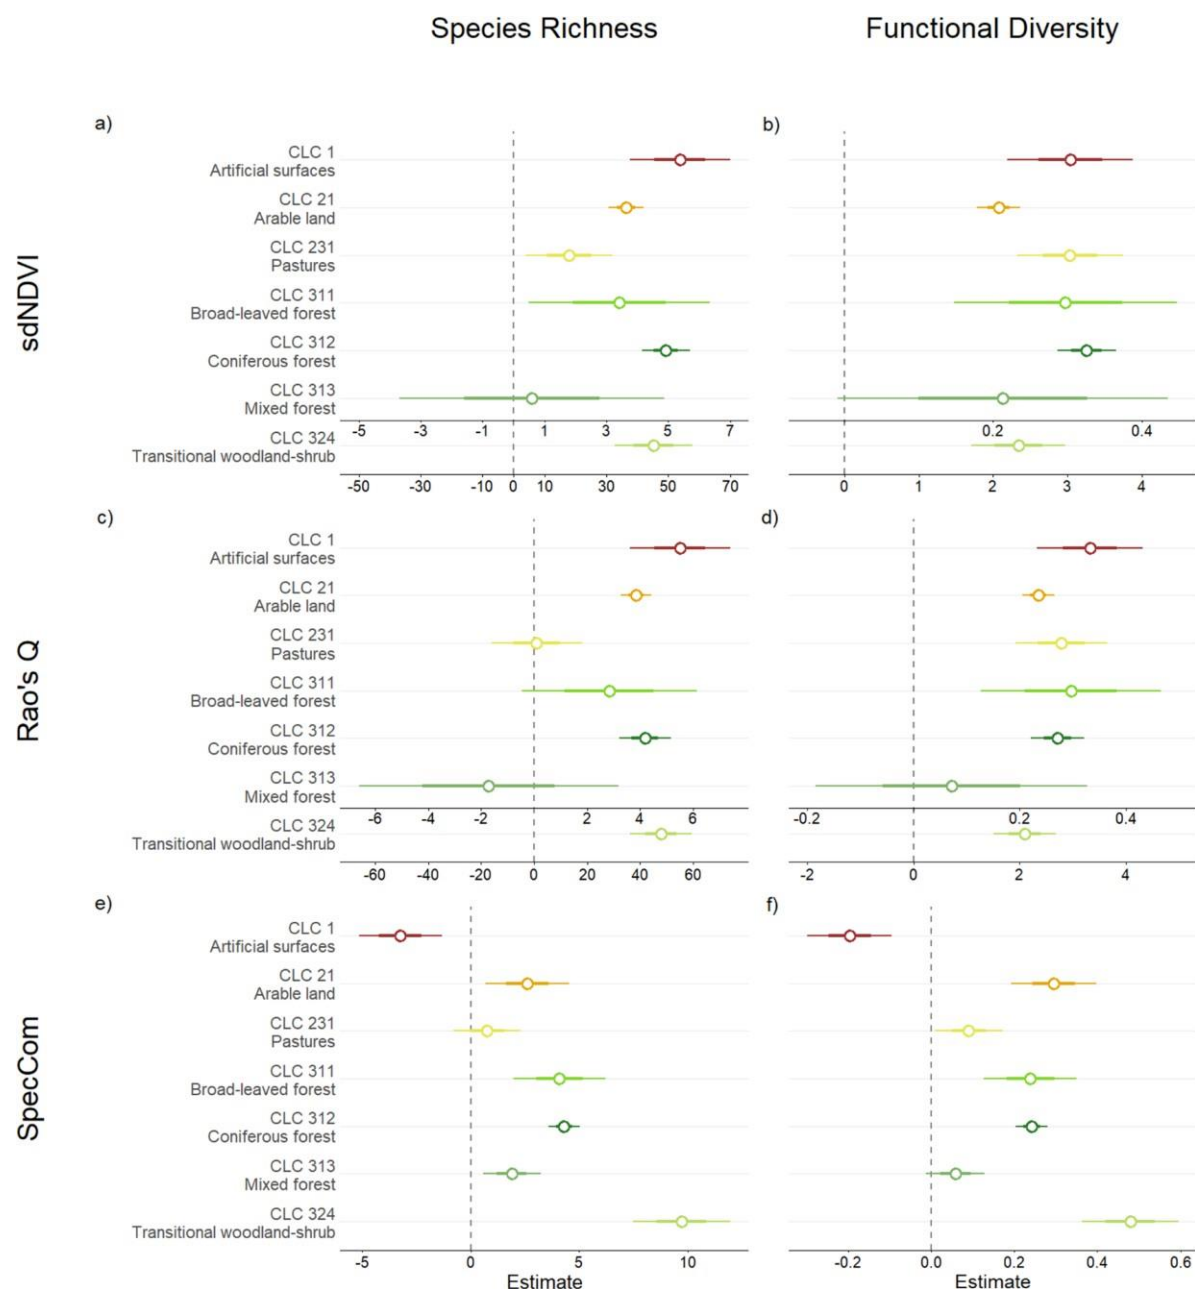 Species Richness
Functional Diversity
sdNDVI
a)
b)
CLC 1
Artificial surfaces
CLC 21
Arable land
CLC 231
Pastures
CLC 311
Broad-leaved forest
CLC 312
Coniferous forest
CLC 313
Mixed forest
-5 -3 -1 1 3 5 7
0.2 0.4
CLC 324
Transitional woodland-shrub
-50 -30 -10 0 10 30 50 70
0 1 2 3 4
Rao's Q
c)
d)
CLC 1
Artificial surfaces
CLC 21
Arable land
CLC 231
Pastures
CLC 311
Broad-leaved forest
CLC 312
Coniferous forest
CLC 313
Mixed forest
-6 -4 -2 2 4 6
-0.2 0.2 0.4
CLC 324
Transitional woodland-shrub
-60 -40 -20 0 20 40 60
-2 0 2 4
SpecCom
e)
f)
CLC 1
Artificial surfaces
CLC 21
Arable land
CLC 231
Pastures
CLC 311
Broad-leaved forest
CLC 312
Coniferous forest
CLC 313
Mixed forest
CLC 324
Transitional woodland-shrub
-5 0 5 10
-0.2 0.0 0.2 0.4 0.6
Estimate
Estimate